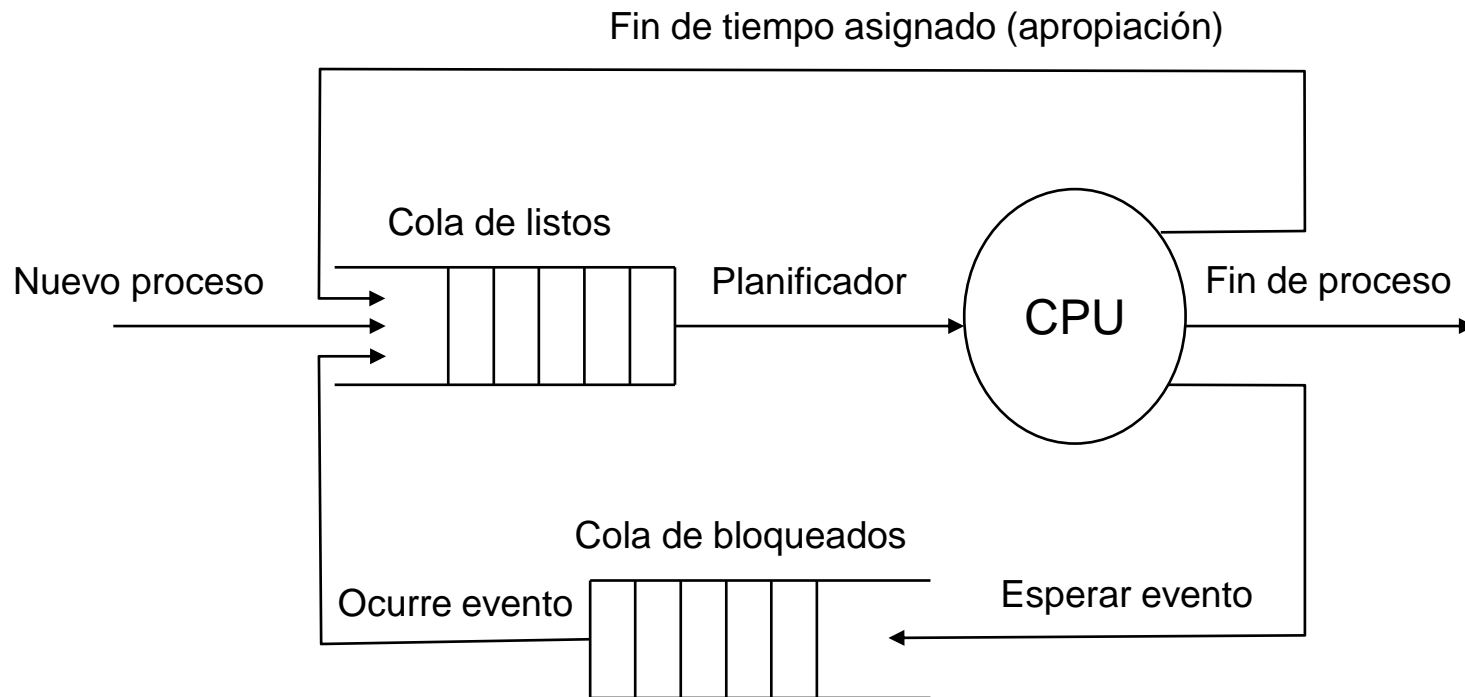 Fin de tiempo asignado (apropiación)
Cola de listos
Nuevo proceso
Planificador
CPU
Fin de proceso
Cola de bloqueados
Ocurre evento
Esperar evento